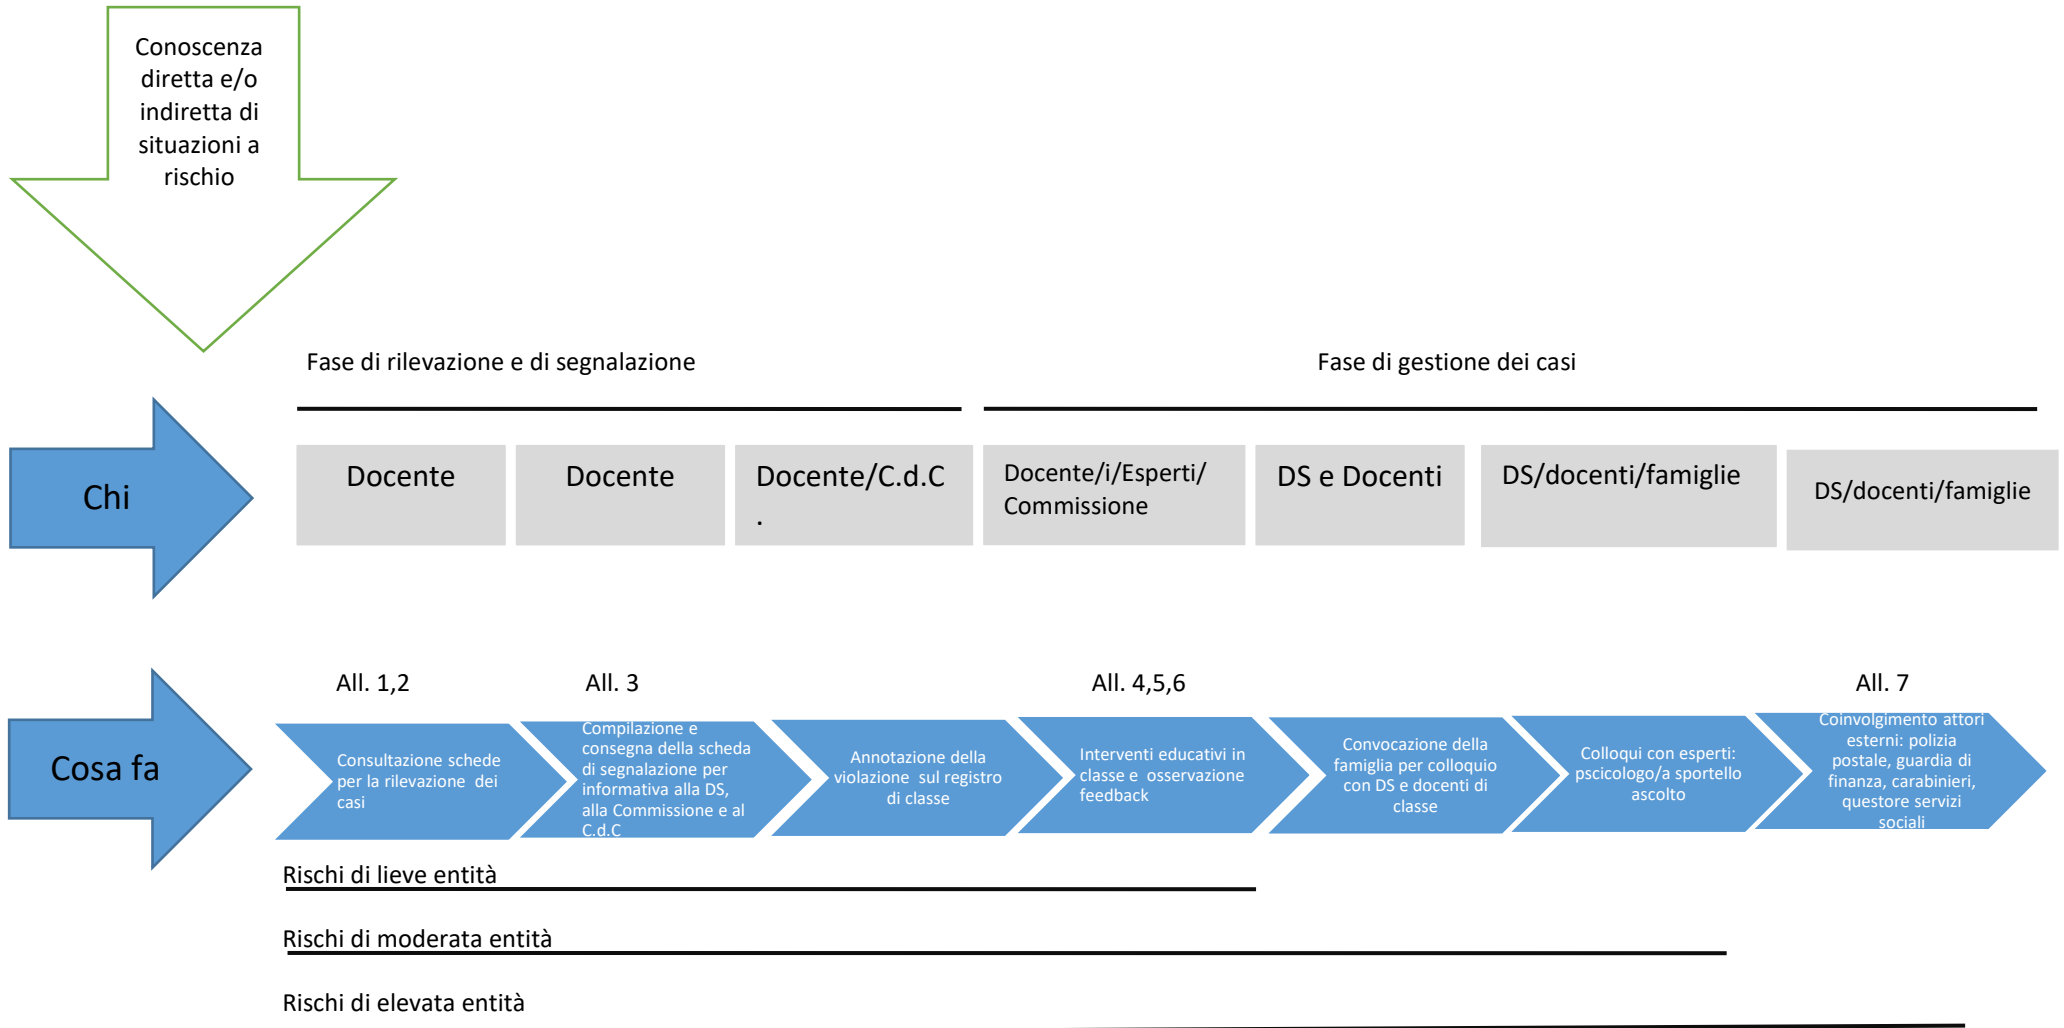 Conoscenza
diretta e/o
indiretta di
situazioni a
rischio
Fase di rilevazione e di segnalazione
Fase di gestione dei casi
Chi
Docente
Docente
Docente/C.d.C
.
Docente/i/Esperti/
Commissione
DS e Docenti
DS/docenti/famiglie
DS/docenti/famiglie
Cosa fa
All. 1,2
All. 3
All. 4,5,6
All. 7
Consultazione schede
per la rilevazione dei
casi
Compilazione e
consegna della scheda
di segnalazione per
informativa alla DS,
alla Commissione e al
C.d.C
Annotazione della
violazione sul registro
di classe
Interventi educativi in
classe e osservazione
feedback
Convocazione della
famiglia per colloquio
con DS e docenti di
classe
Colloqui con esperti:
pscicologo/a sportello
ascolto
Coinvolgimento attori
esterni: polizia
postale, guardia di
finanza, carabinieri,
questore servizi
sociali
Rischi di lieve entità
Rischi di moderata entità
Rischi di elevata entità